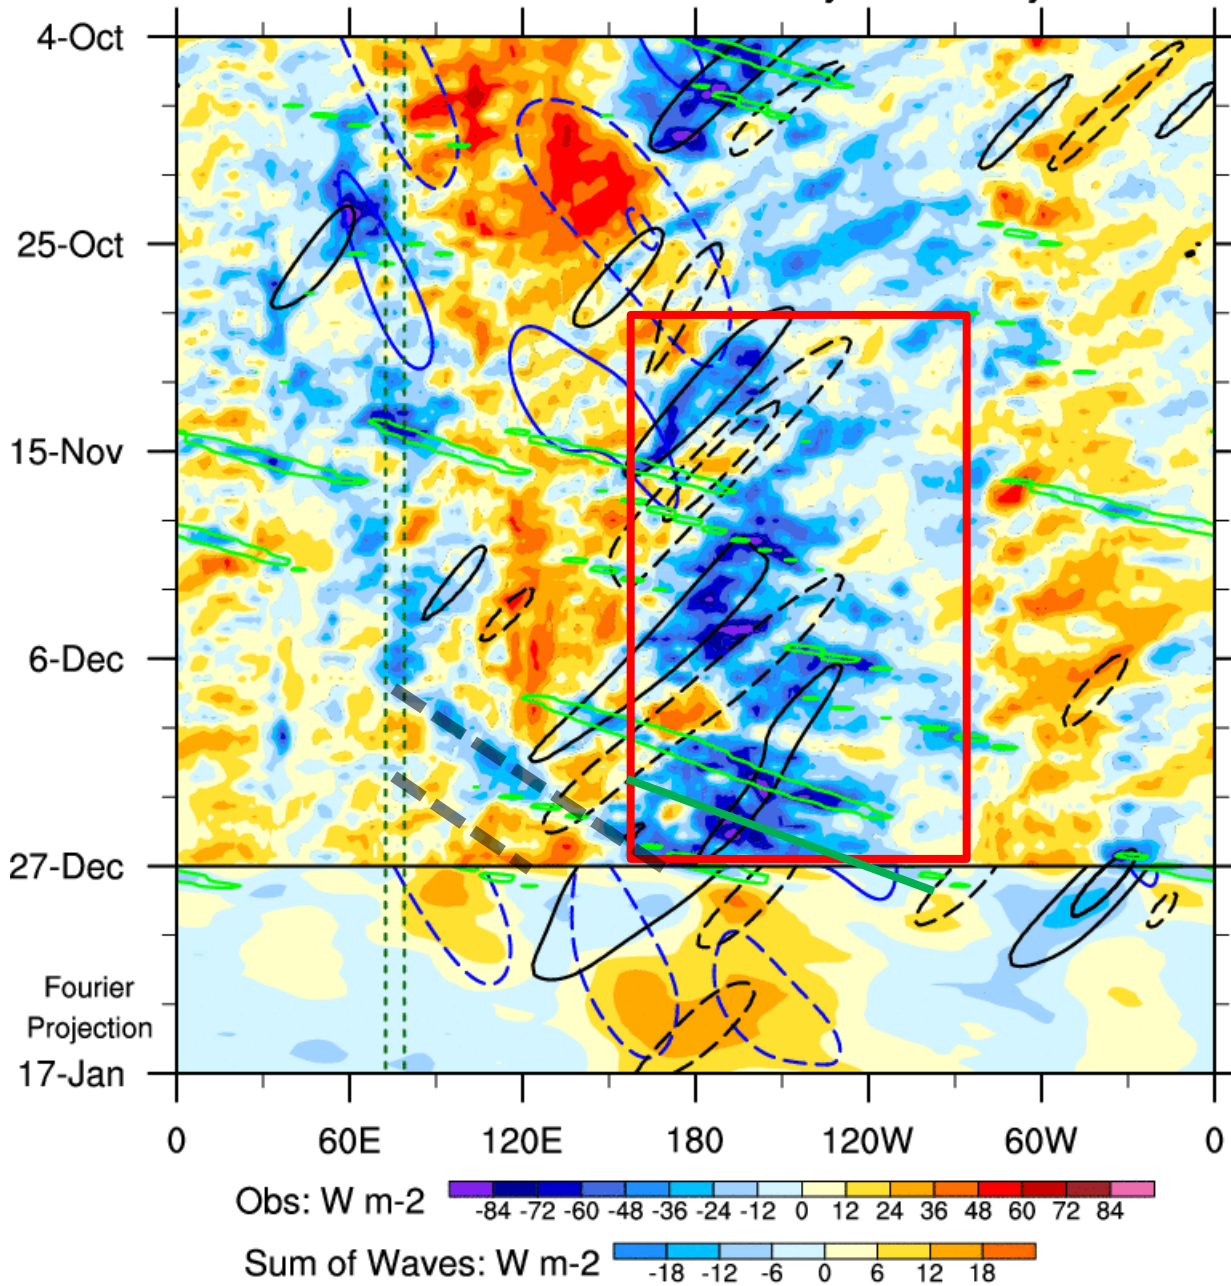 4-Oct
25-Oct
15-Nov
6-Dec
27-Dec
Fourier
Projection
17-Jan
0 60E 120E 180 120W 60W 0
Obs: W m-2
-84 -72 -60 -48 -36 -24 -12 0 12 24 36 48 60 72 84
Sum of Waves: W m-2
-18 -12 -6 0 6 12 18